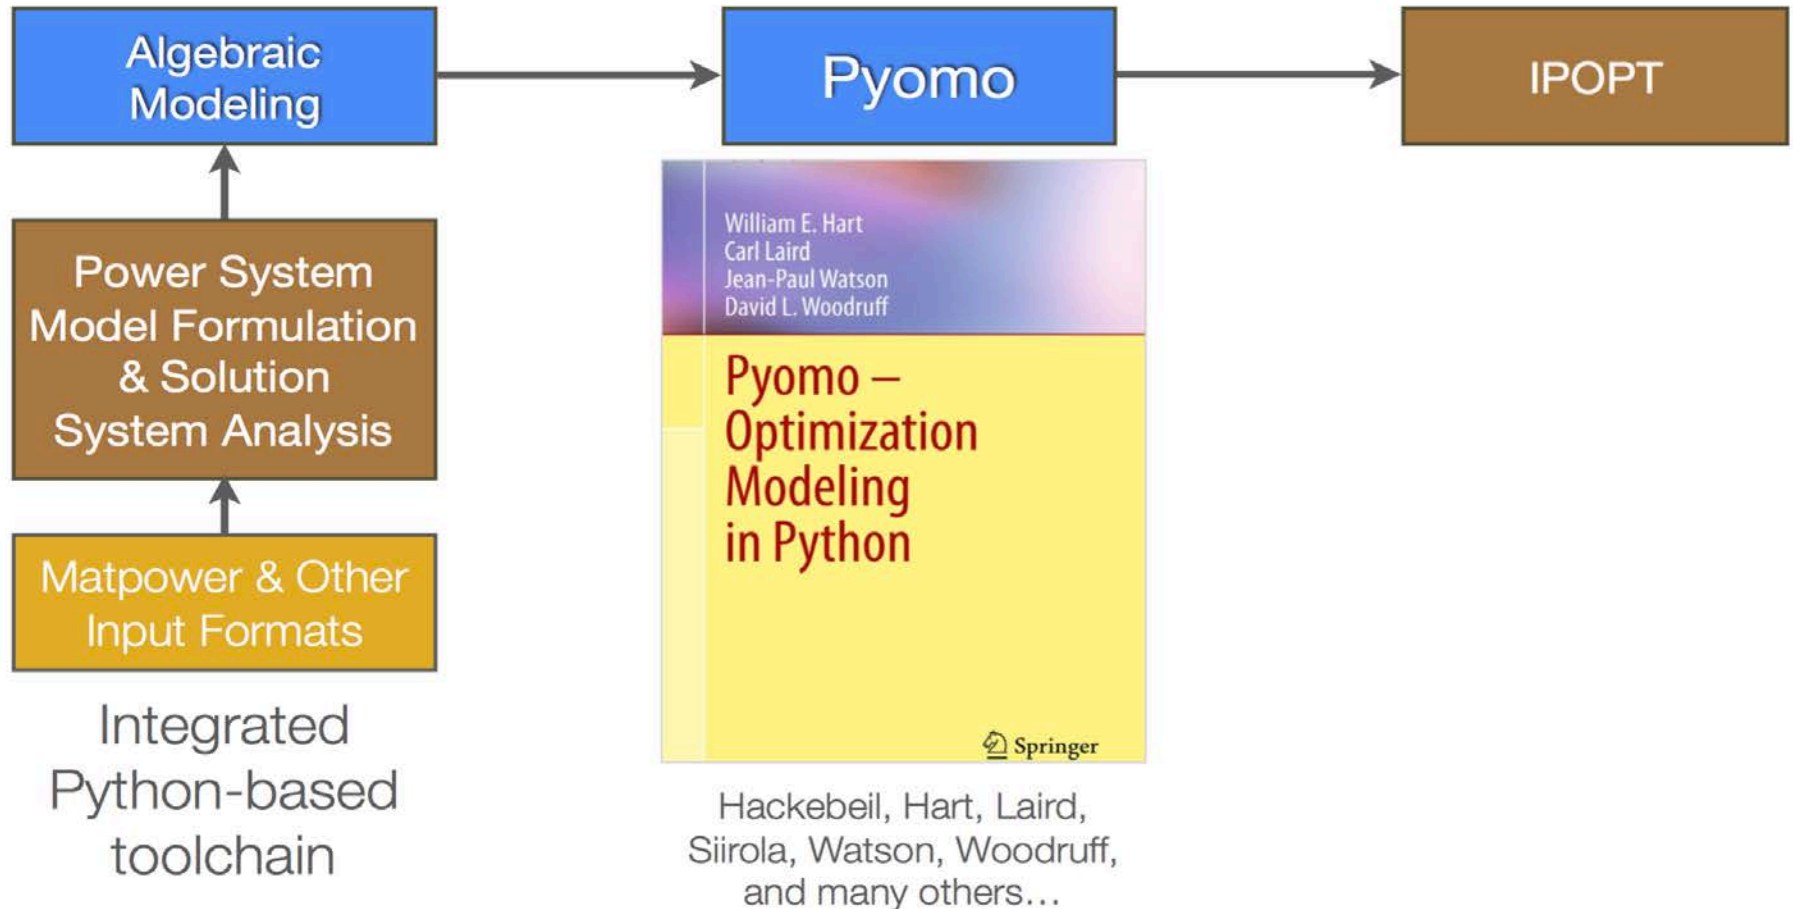 Algebraic
Modeling
Pyomo
IPOPT
Power System
Model Formulation
& Solution
System Analysis
Matpower & Other
Input Formats
Integrated
Python-based
toolchain
William E. Hart
Carl Laird
Jean-Paul Watson
David L. Woodruff
Pyomo –
Optimization
Modeling
in Python
Springer
Hackebeil, Hart, Laird,
Siirola, Watson, Woodruff,
and many others…